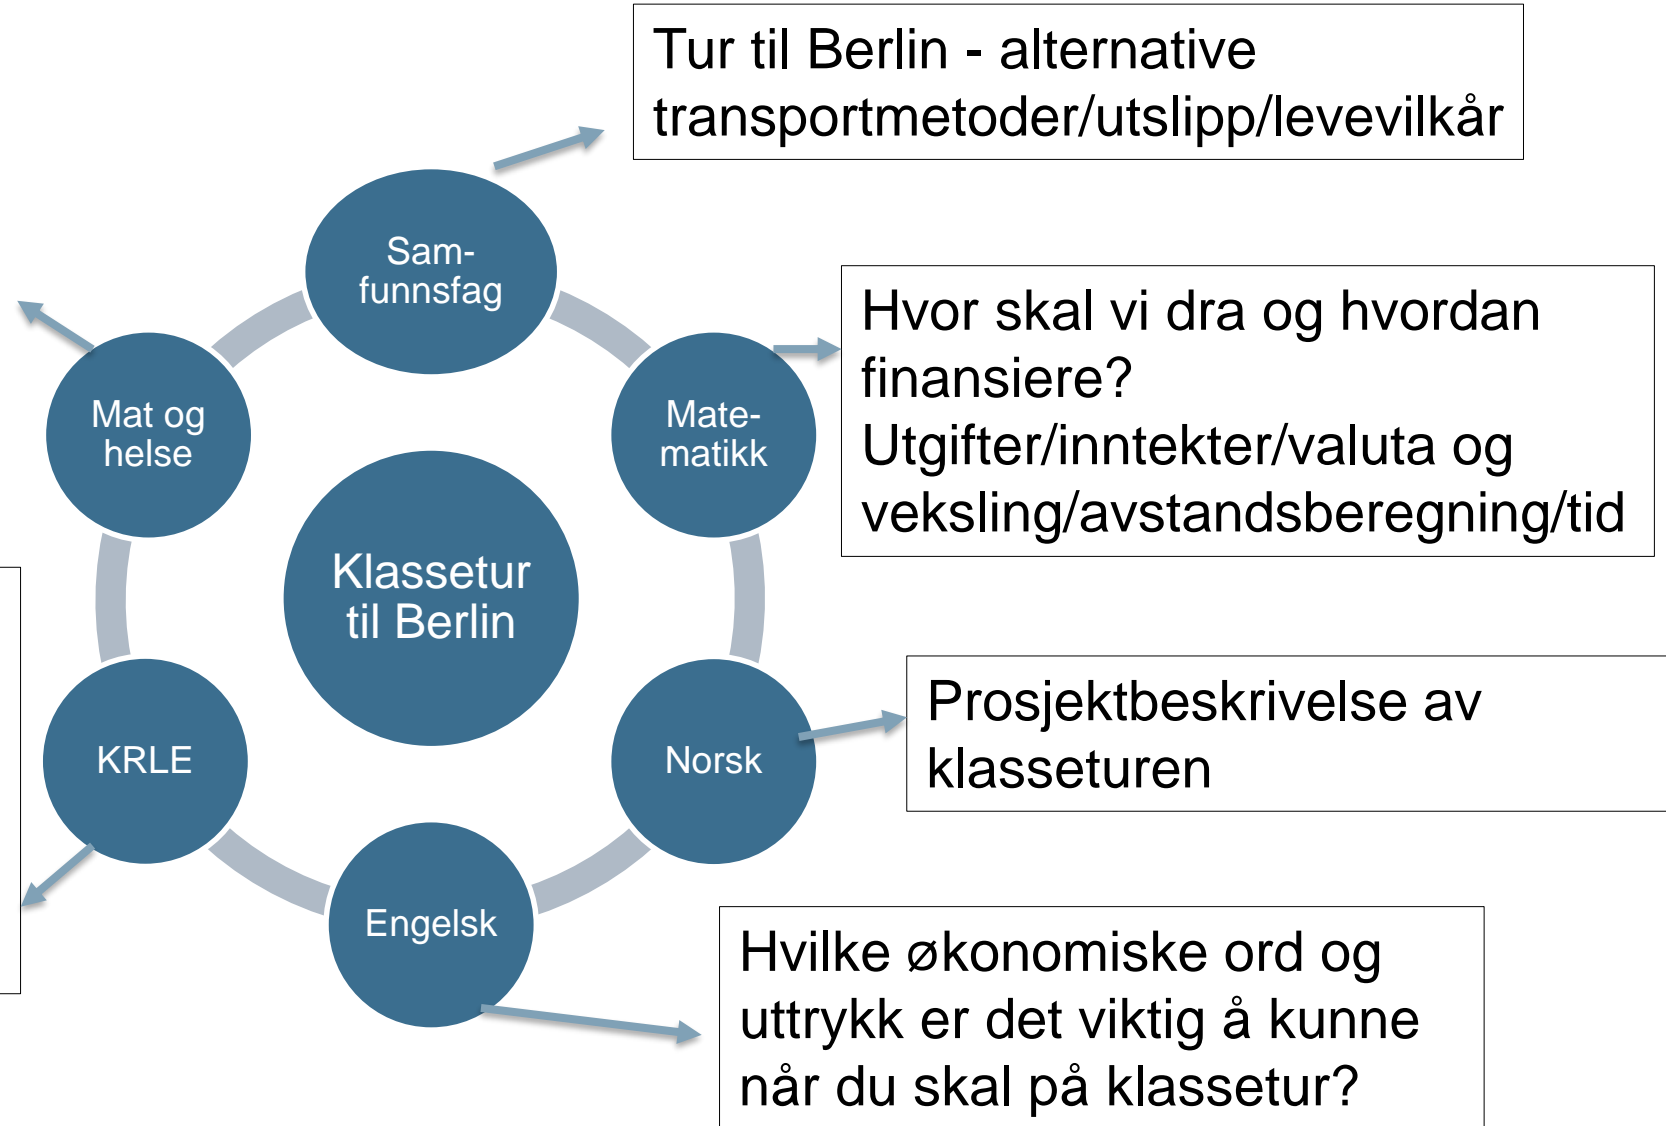 Tur til Berlin - alternative
transportmetoder/utslipp/levevilkår
Sam-
funnsfag
Hvor skal vi dra og hvordan
finansiere?
Utgifter/inntekter/valuta og
veksling/avstandsberegning/tid
Mat og
helse
Mate-
matikk
Klassetur
til Berlin
Prosjektbeskrivelse av
klasseturen
KRLE
Norsk
Engelsk
Hvilke økonomiske ord og
uttrykk er det viktig å kunne
når du skal på klassetur?